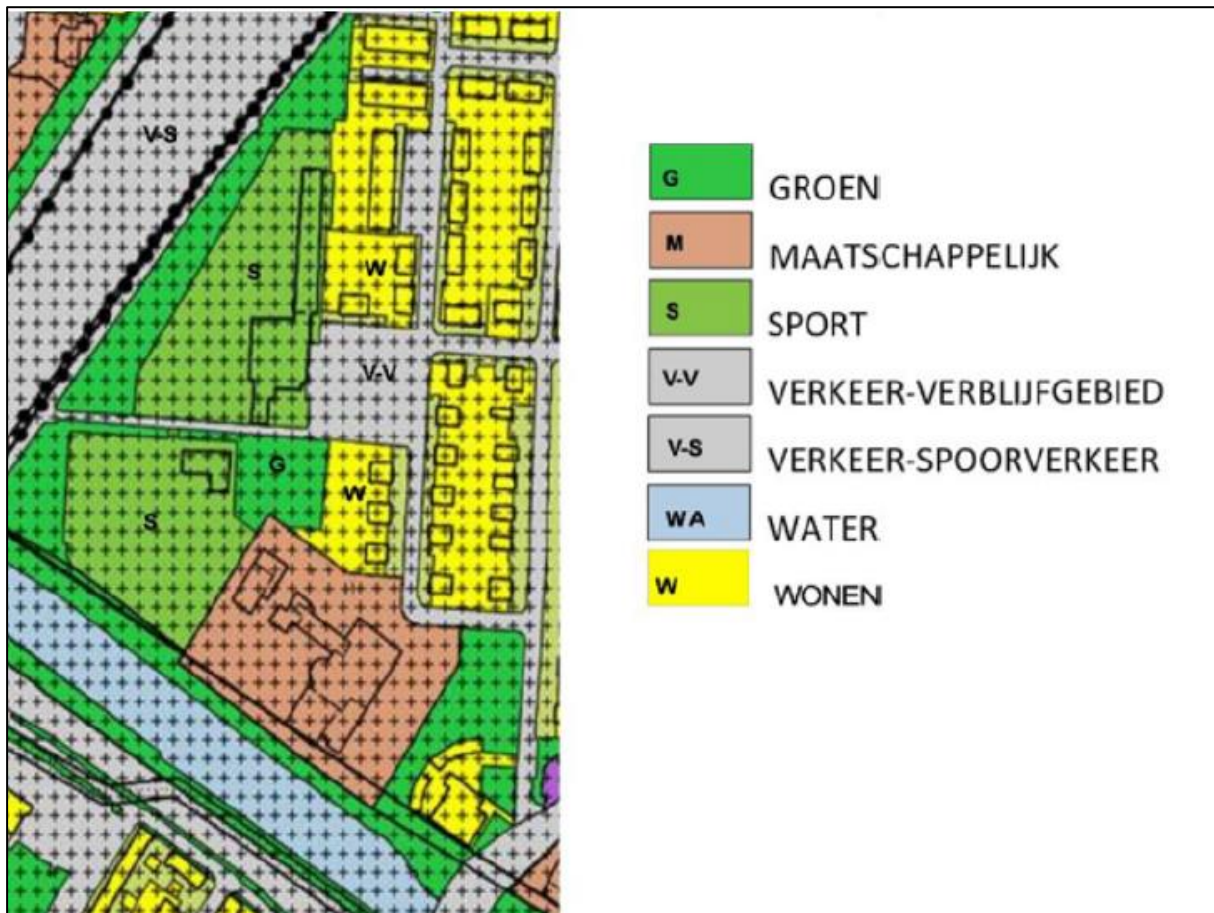 V-S
S
W
V-V
G
W
S
G GROEN
M MAATSCHAPPELIJK
S SPORT
V-V VERKEER-VERBLIJFGEBIED
V-S VERKEER-SPOORVERKEER
WA WATER
W WONEN